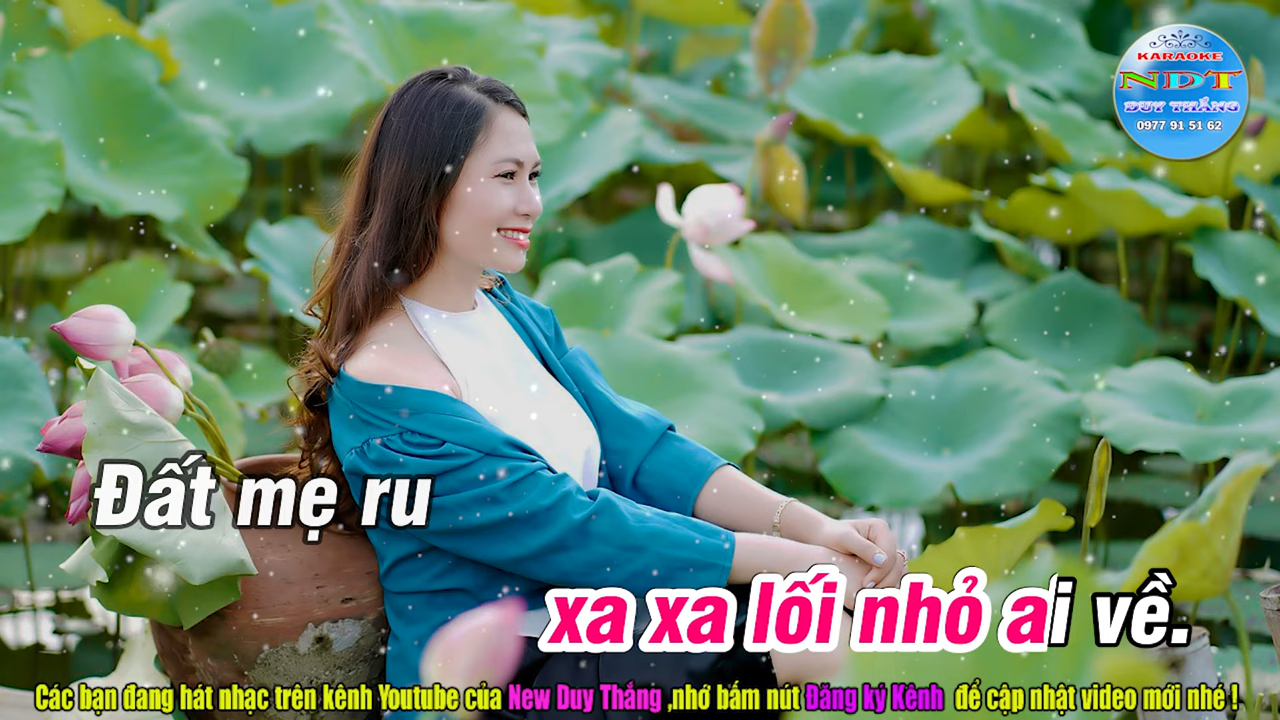 KARAOKE
NDT
DUY THẮNG
0977 91 51 62
Đất mẹ ru
xa xa lối nhỏ ai về.
Các bạn đang hát nhạc trên kênh Youtube của New Duy Thắng ,nhớ bấm nút Đăng ký Kênh để cập nhật video mới nhé !